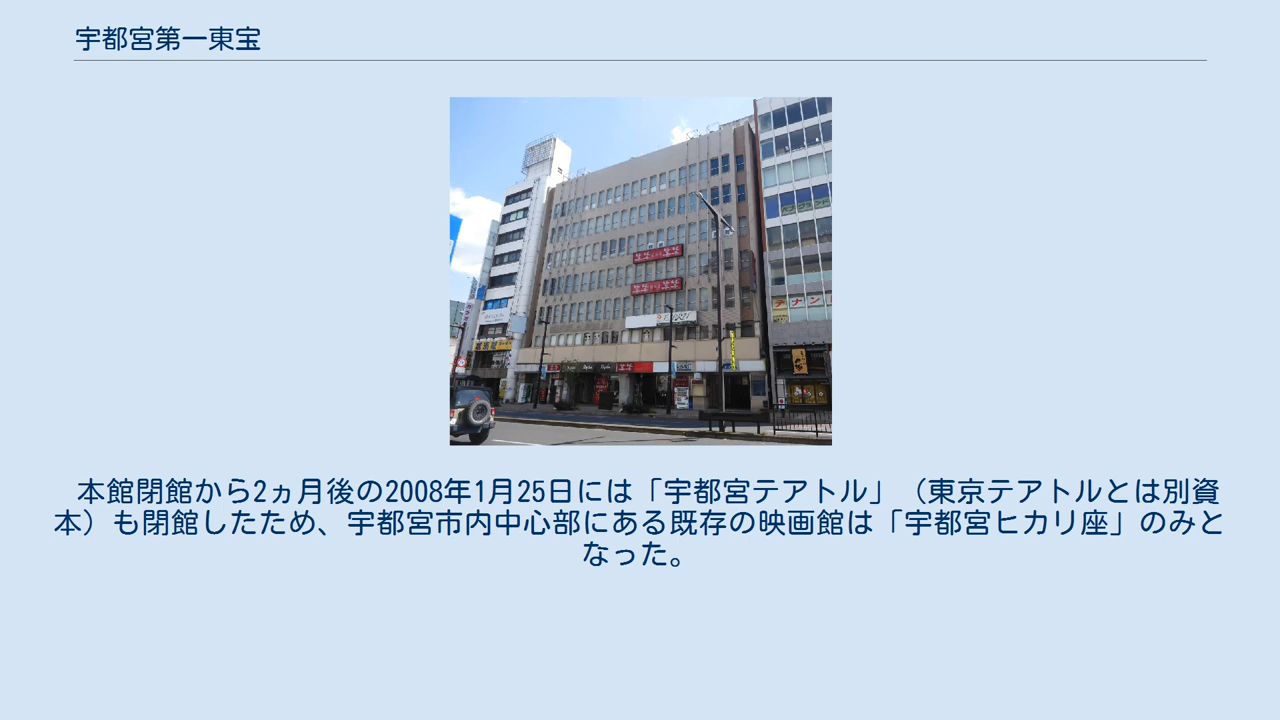 宇都宮第一東宝
テナン
本館閉館から2ヵ月後の2008年1月25日には「宇都宮テアトル」（東京テアトルとは別資
本）も閉館したため、宇都宮市内中心部にある既存の映画館は「宇都宮ヒカリ座」のみと
なった。